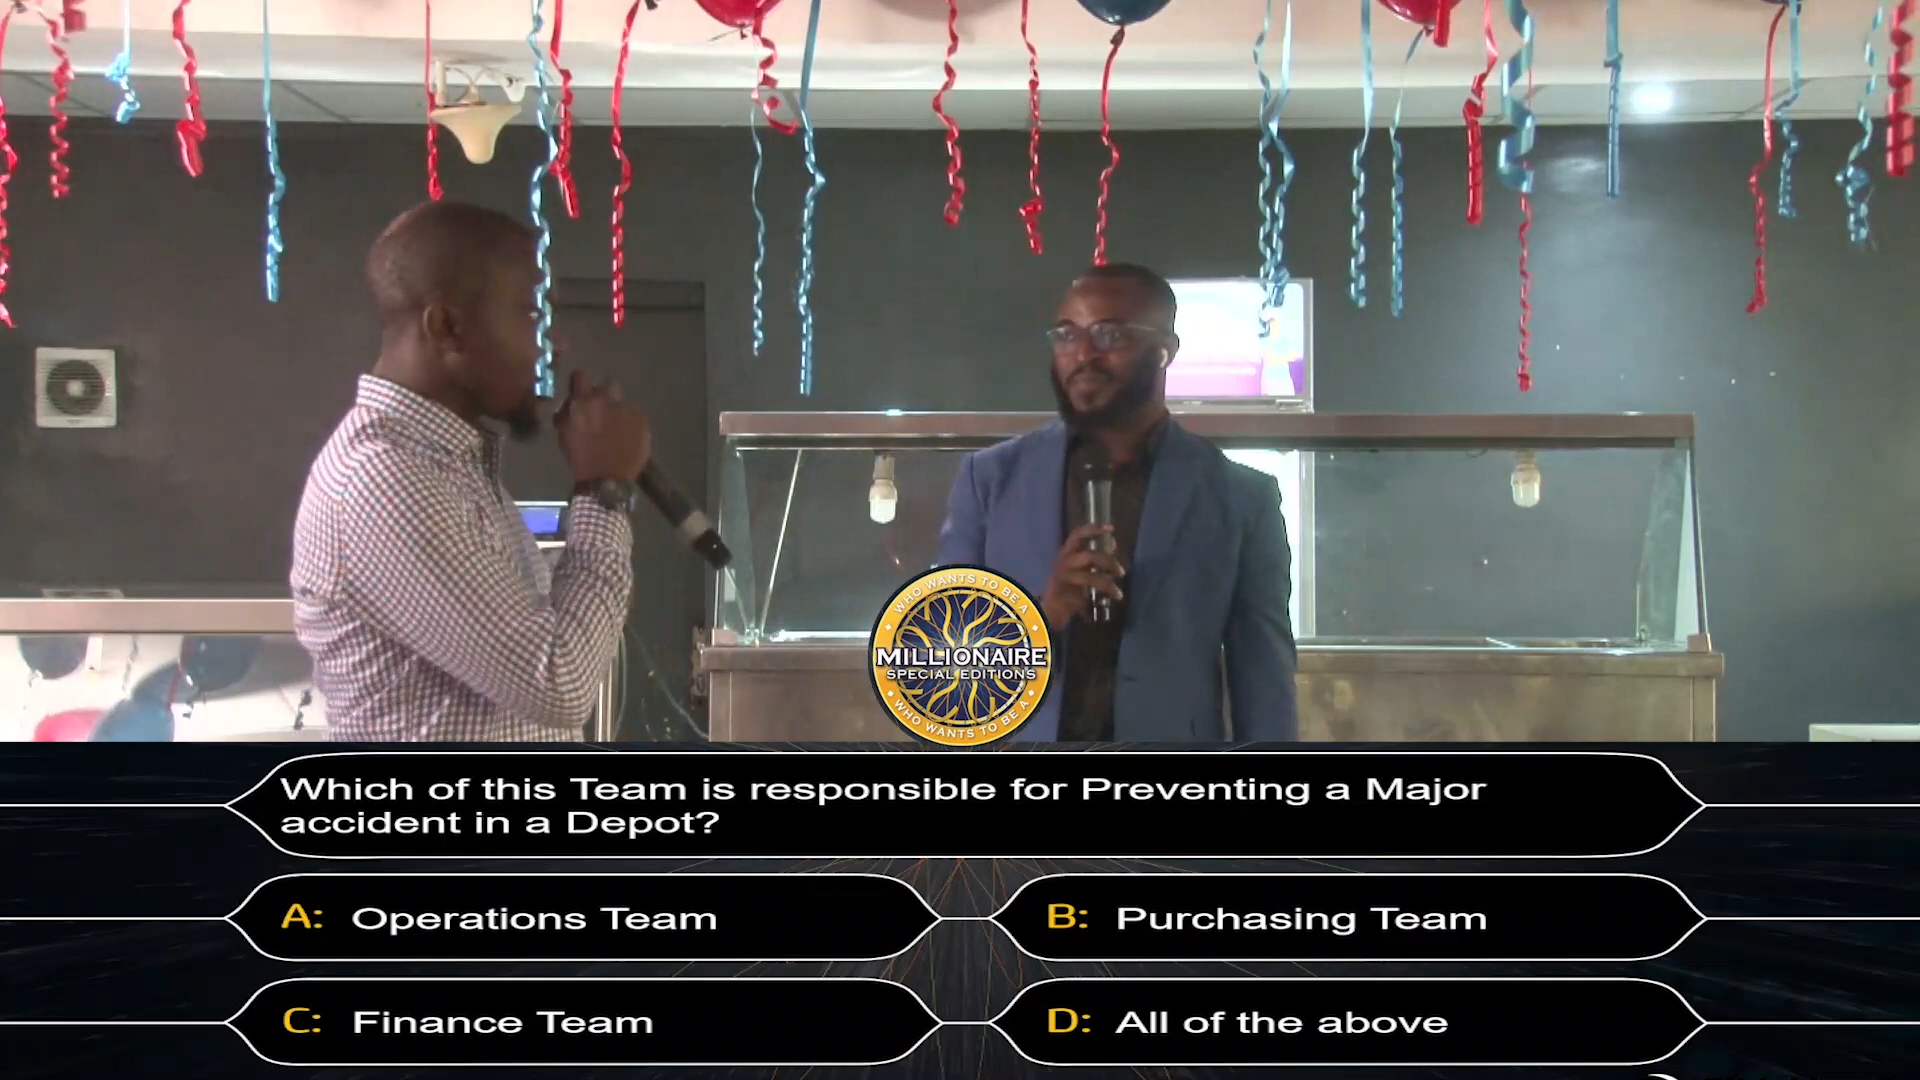 WHO WANTS TO BE A
MILLIONAIRE
SPECIAL EDITIONS
WHO WANTS TO BE A
Which of this Team is responsible for Preventing a Major
accident in a Depot?
A: Operations Team
B: Purchasing Team
C: Finance Team
D: All of the above